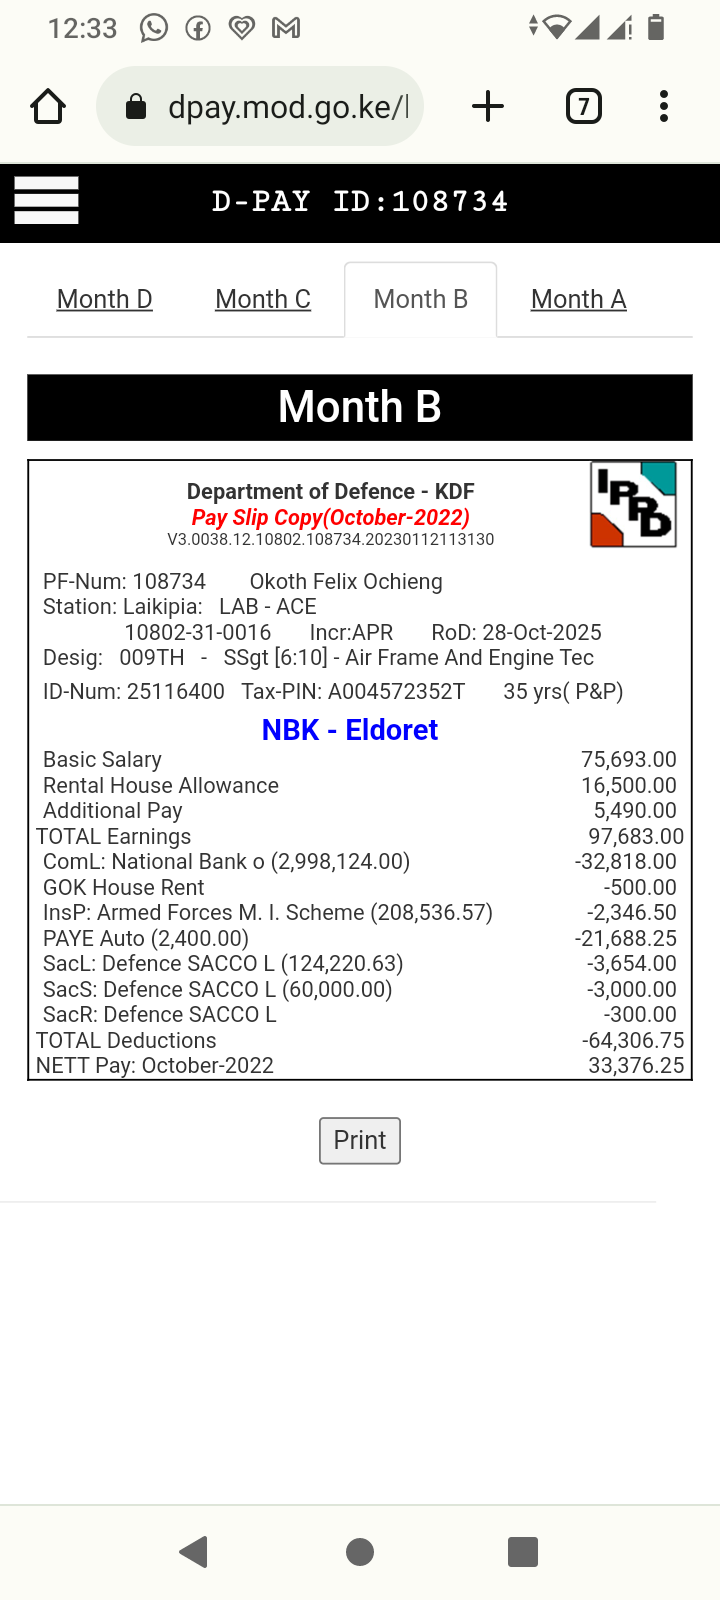 12:33
dpay.mod.go.ke/l
7
D-PAY ID:108734
Month D Month C Month B Month A
Month B
IPPD
Department of Defence - KDF
Pay Slip Copy(October-2022)
V3.0038.12.10802.108734.20230112113130
PF-Num: 108734 Okoth Felix Ochieng
Station: Laikipia: LAB - ACE
10802-31-0016 Incr:APR RoD: 28-Oct-2025
Desig: 009TH - SSgt [6:10] - Air Frame And Engine Tec
ID-Num: 25116400 Tax-PIN: A004572352T 35 yrs( P&P)
NBK - Eldoret
Basic Salary 75,693.00
Rental House Allowance 16,500.00
Additional Pay 5,490.00
TOTAL Earnings 97,683.00
ComL: National Bank o (2,998,124.00) -32,818.00
GOK House Rent -500.00
InsP: Armed Forces M. I. Scheme (208,536.57) -2,346.50
PAYE Auto (2,400.00) -21,688.25
SacL: Defence SACCO L (124,220.63) -3,654.00
SacS: Defence SACCO L (60,000.00) -3,000.00
SacR: Defence SACCO L -300.00
TOTAL Deductions -64,306.75
NETT Pay: October-2022 33,376.25
Print